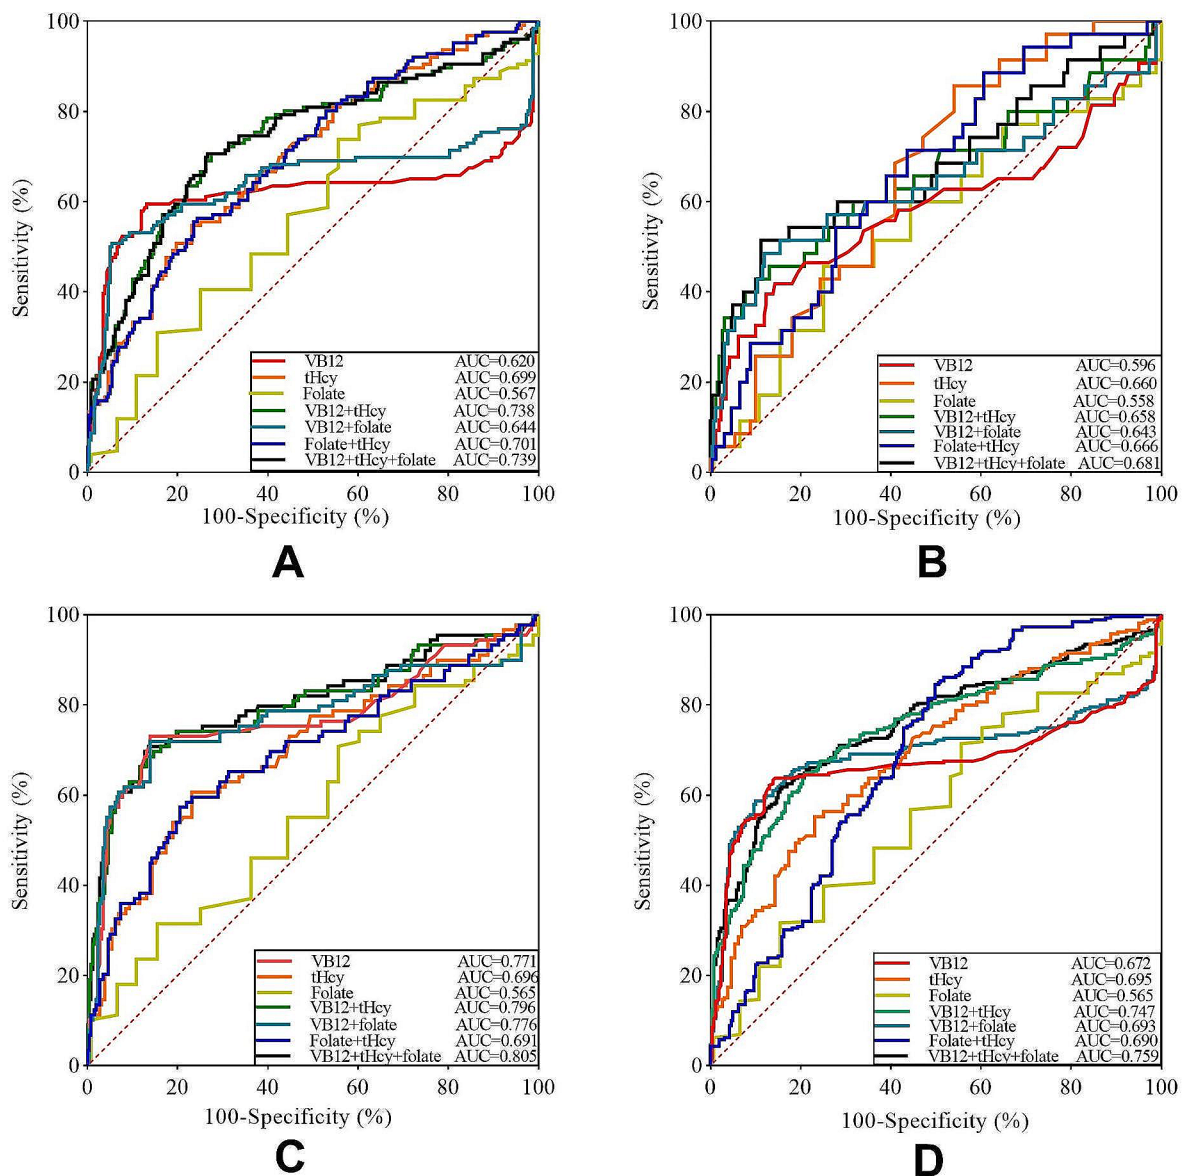 100
80
60
40
20
0
Sensitivity (%)
VB12 AUC=0.620
tHcy AUC=0.699
Folate AUC=0.567
VB12+tHcy AUC=0.738
VB12+folate AUC=0.644
Folate+tHcy AUC=0.701
VB12+tHcy+folate AUC=0.739
0 20 40 60 80 100
100-Specificity (%)
A
100
80
60
40
20
0
Sensitivity (%)
VB12 AUC=0.596
tHcy AUC=0.660
Folate AUC=0.558
VB12+tHcy AUC=0.658
VB12+folate AUC=0.643
Folate+tHcy AUC=0.666
VB12+tHcy+folate AUC=0.681
0 20 40 60 80 100
100-Specificity (%)
B
100
80
60
40
20
0
Sensitivity (%)
VB12 AUC=0.771
tHcy AUC=0.696
Folate AUC=0.565
VB12+tHcy AUC=0.796
VB12+folate AUC=0.776
Folate+tHcy AUC=0.691
VB12+tHcy+folate AUC=0.805
0 20 40 60 80 100
100-Specificity (%)
C
100
80
60
40
20
0
Sensitivity (%)
VB12 AUC=0.672
tHcy AUC=0.695
Folate AUC=0.565
VB12+tHcy AUC=0.747
VB12+folate AUC=0.693
Folate+tHcy AUC=0.690
VB12+tHcy+folate AUC=0.759
0 20 40 60 80 100
100-Specificity (%)
D